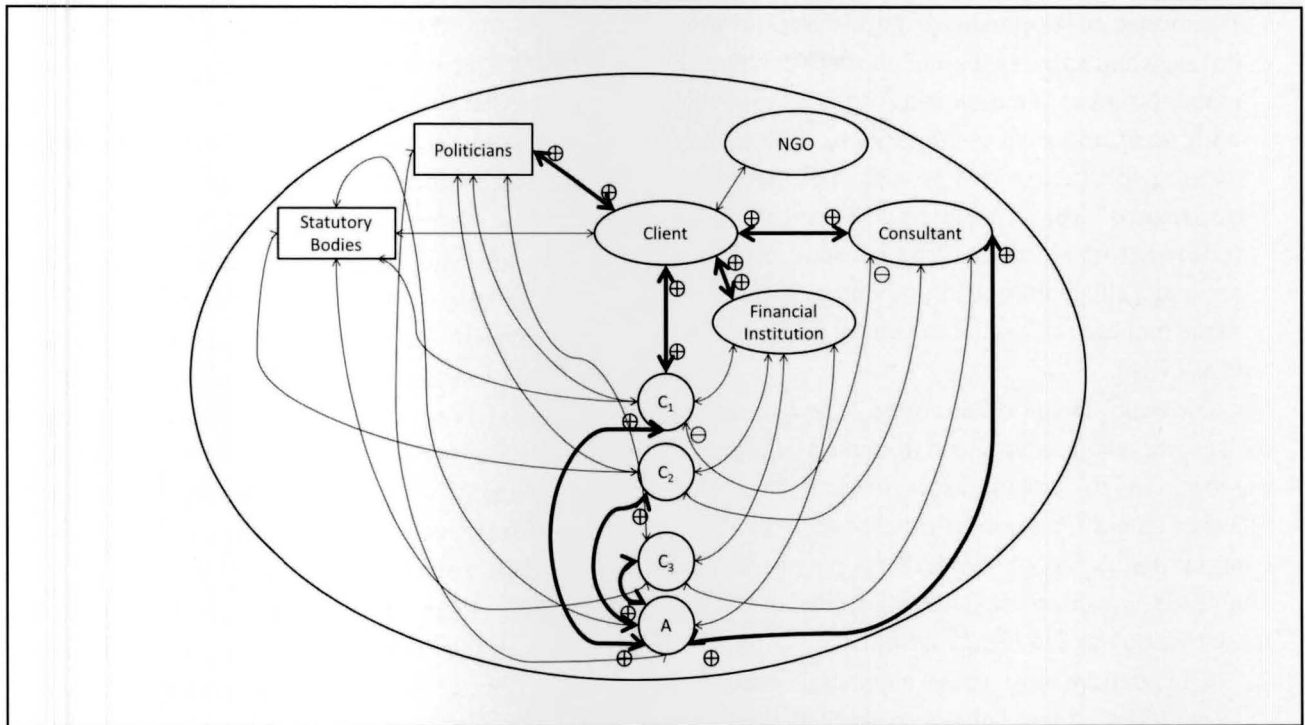 Politicians
NGO
Statutory
Bodies
Client
Consultant
Financial
Institution
C₁
C₂
C₃
A